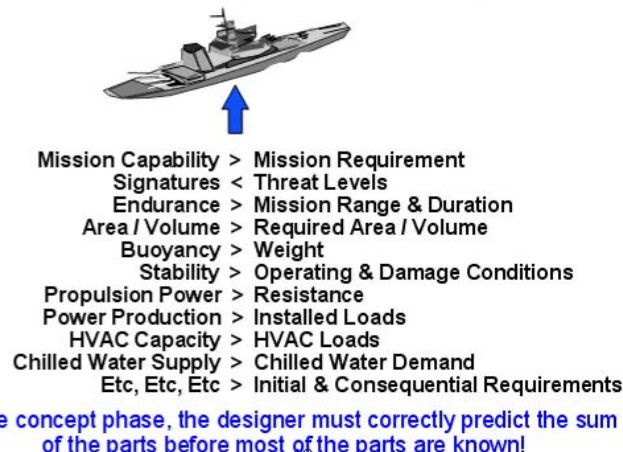 Mission Capability > Mission Requirement
Signatures < Threat Levels
Endurance > Mission Range & Duration
Area / Volume > Required Area / Volume
Buoyancy > Weight
Stability > Operating & Damage Conditions
Propulsion Power > Resistance
Power Production > Installed Loads
HVAC Capacity > HVAC Loads
Chilled Water Supply > Chilled Water Demand
Etc, Etc, Etc > Initial & Consequential Requirements
concept phase, the designer must correctly predict the sum
of the parts before most of the parts are known!